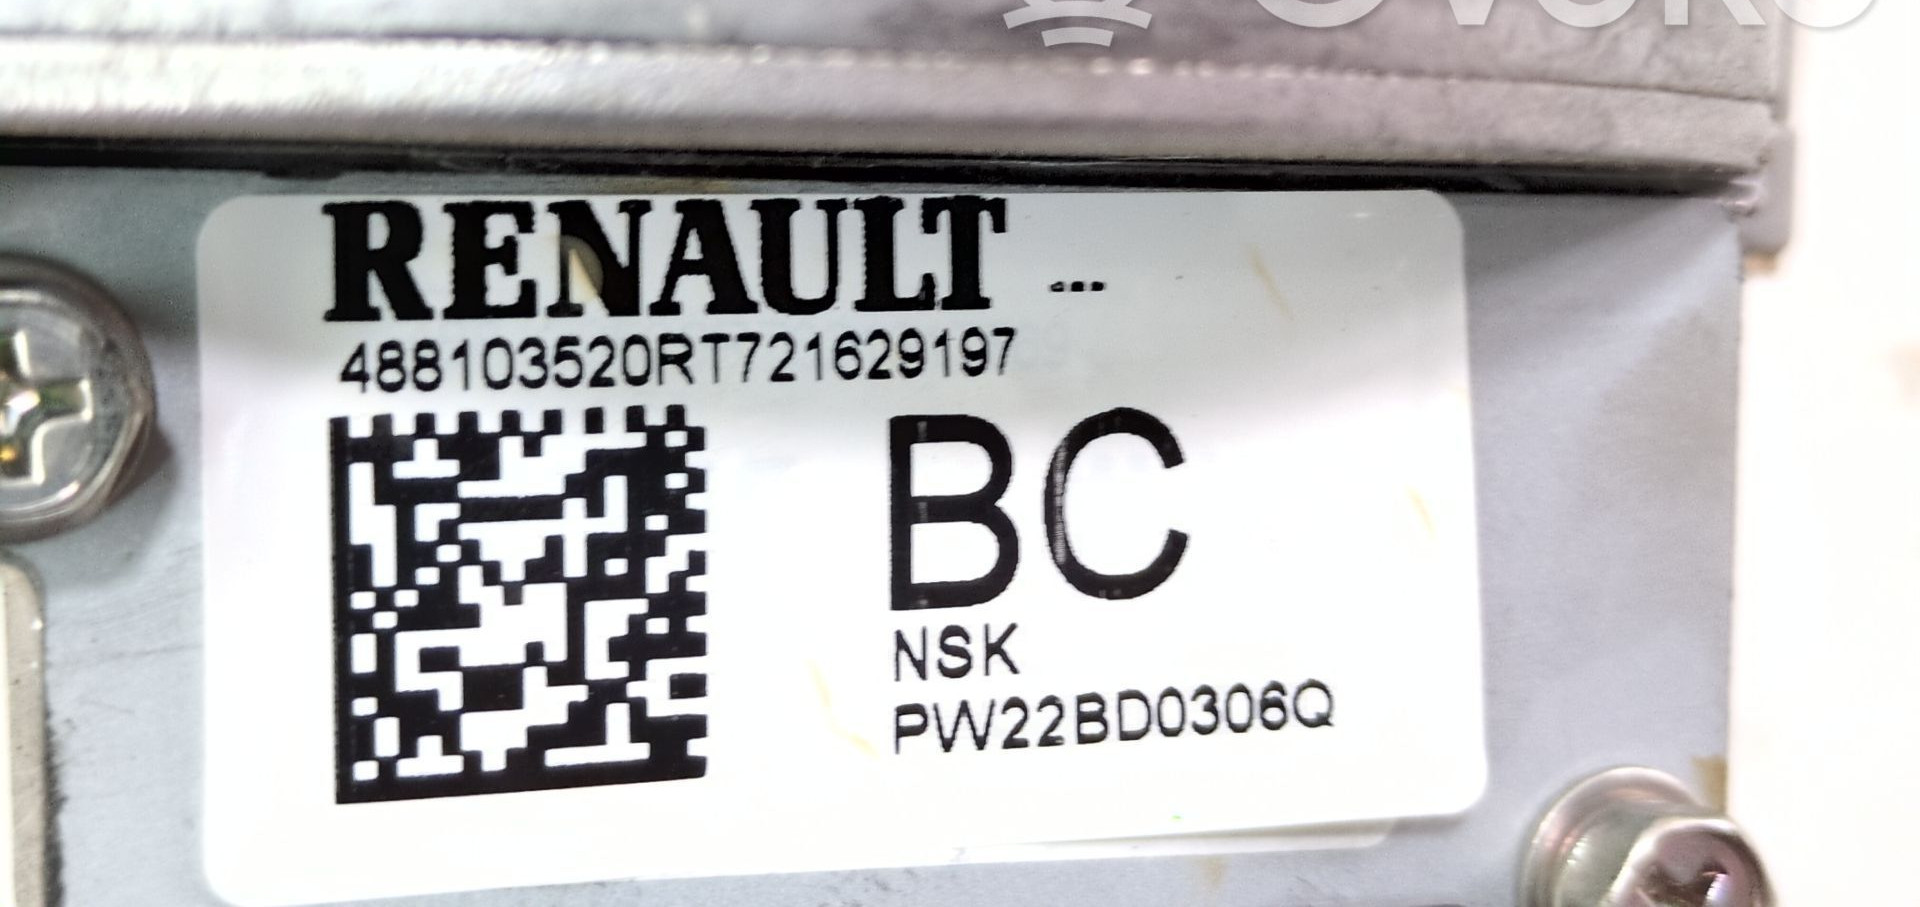 RENAULT ...
488103520RT721629197
BC
NSK
PW22BD0306Q